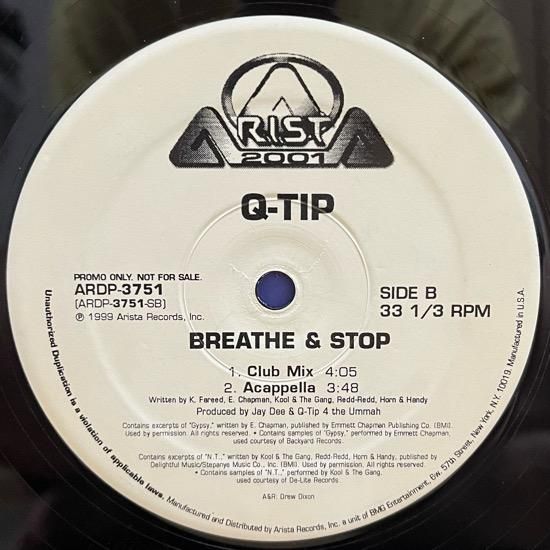 ARISTA
2001
Q-TIP
PROMO ONLY. NOT FOR SALE.
ARDP-3751
(ARDP-3751-SB)
℗ 1999 Arista Records, Inc.
SIDE B
33 1/3 RPM
BREATHE & STOP
1. Club Mix 4:05
2. Acappella 3:48
Written by K. Fareed, E. Chapman, Kool & The Gang, Redd-Redd, Horn & Handy
Produced by Jay Dee & Q-Tip 4 the Ummah
Contains excerpts of "Gypsy," written by E. Chapman, published by Emmett Chapman Publishing Co. (BMI).
Used by permission. All rights reserved. • Contains samples of "Gypsy," performed by Emmett Chapman,
used courtesy of Backyard Records.
Contains excerpts of "N.T.," written by Kool & The Gang, Redd-Redd, Horn & Handy, published by
Delightful Music/Stepanye Music Co., Inc. (BMI). Used by permission. All rights reserved.
• Contains samples of "N.T.," performed by Kool & The Gang,
used courtesy of De-Lite Records.
A&R: Drew Dixon
Unauthorized Duplication is a violation of applicable laws. Manufactured and Distributed by Arista Records, Inc. a unit of BMG Entertainment, 6w. 57th Street, New York, N.Y. 10019. Manufactured in U.S.A.